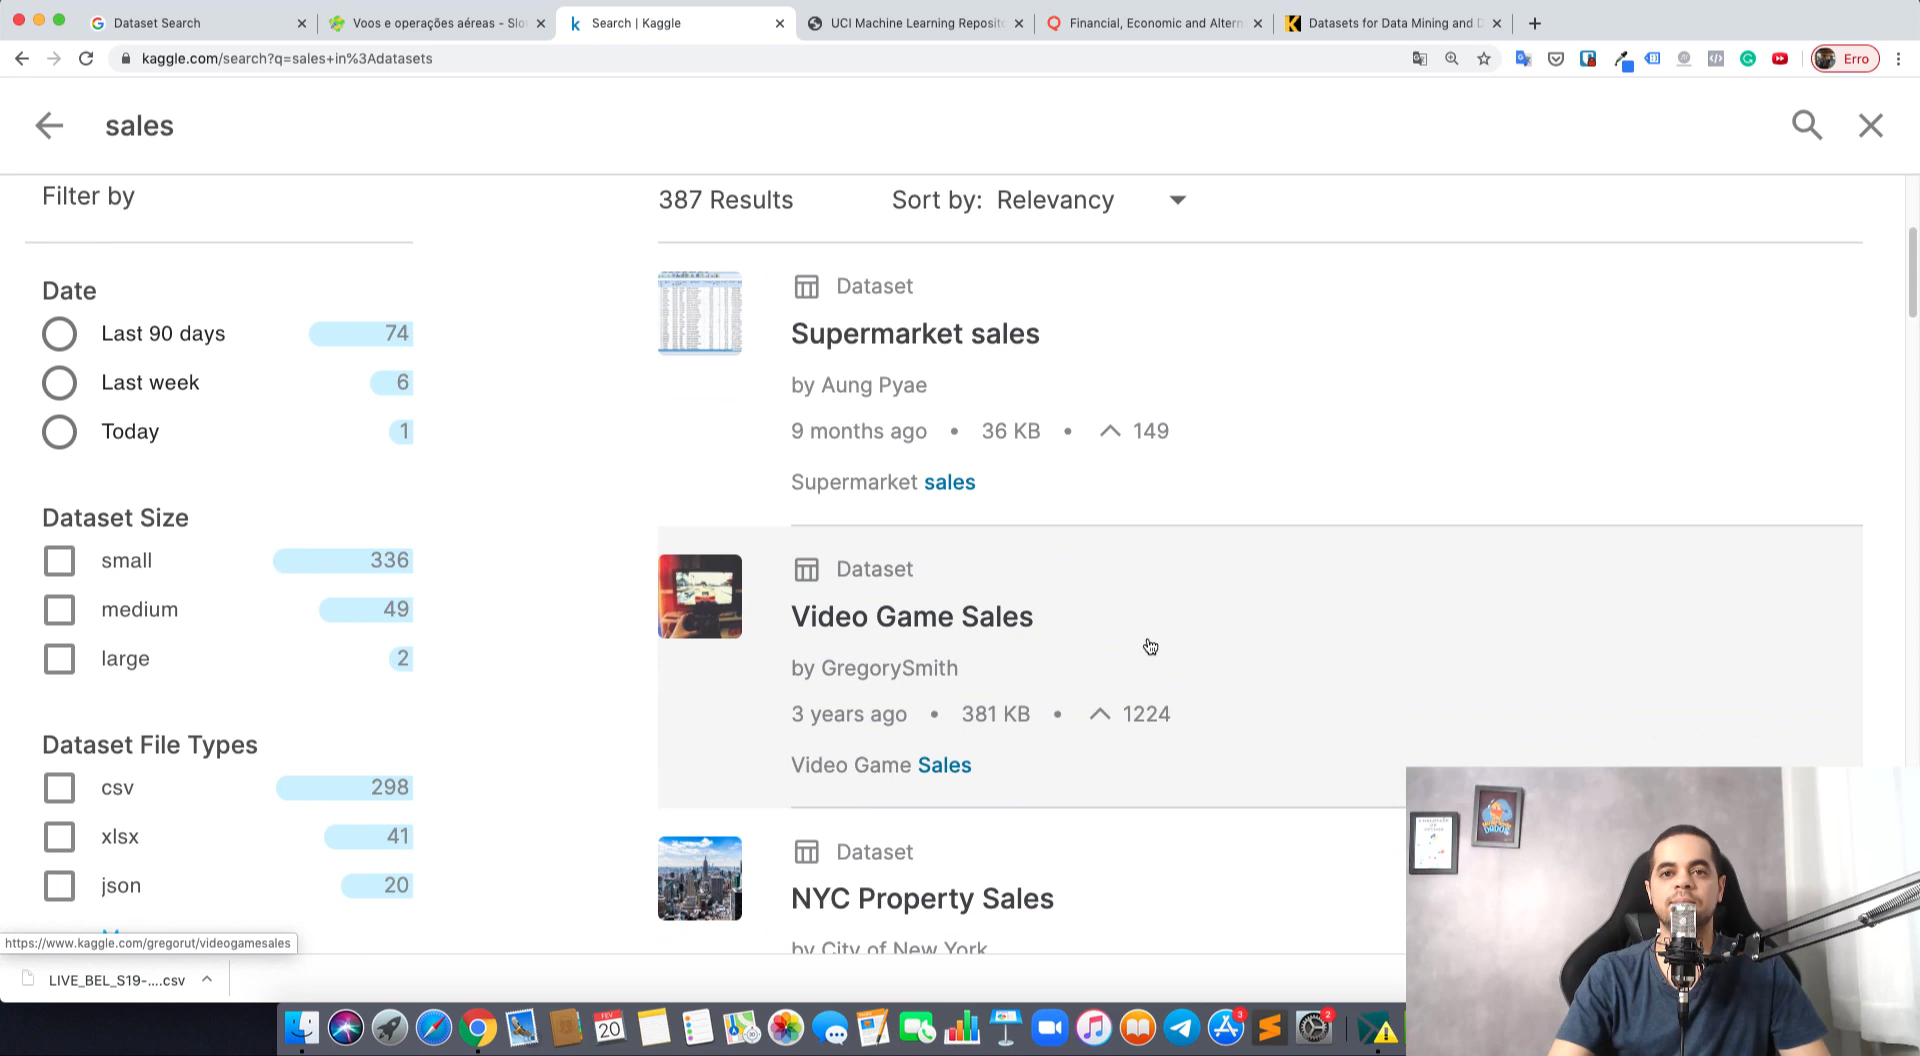 Dataset Search
Voos e operações aéreas - Slo
Search | Kaggle
UCI Machine Learning Reposito
Financial, Economic and Altern
Datasets for Data Mining and D
kaggle.com/search?q=sales+in%3Adatasets
Erro
sales
Filter by
387 Results
Sort by: Relevancy
Date
Last 90 days 74
Last week 6
Today 1
Dataset Size
small 336
medium 49
large 2
Dataset File Types
csv 298
xlsx 41
json 20
Dataset
Supermarket sales
by Aung Pyae
9 months ago • 36 KB • 149
Supermarket sales
Dataset
Video Game Sales
by GregorySmith
3 years ago • 381 KB • 1224
Video Game Sales
Dataset
NYC Property Sales
by City of New York
https://www.kaggle.com/gregorut/videogamesales
LIVE_BEL_S19-....csv
FEV
20
3
2